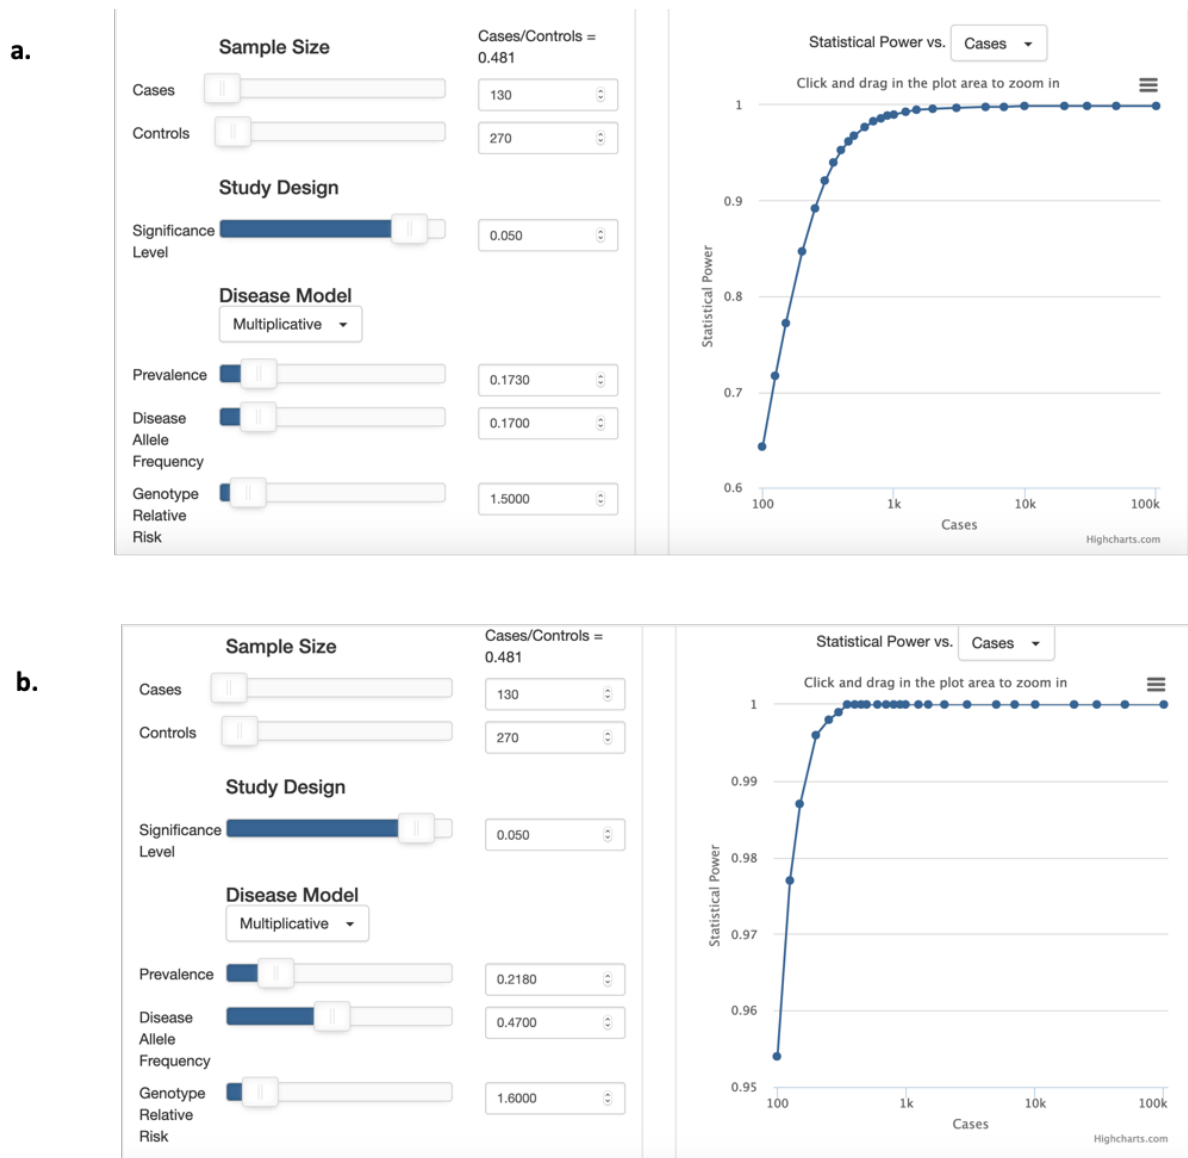 a.
Sample Size
Cases/Controls =
0.481
Cases
130
Controls
270
Study Design
Significance
Level
0.050
Disease Model
Multiplicative
Prevalence
0.1730
Disease
Allele
Frequency
0.1700
Genotype
Relative
Risk
1.5000
Statistical Power vs.
Cases
Click and drag in the plot area to zoom in
Statistical Power
1
0.9
0.8
0.7
0.6
100
1k
10k
100k
Cases
Highcharts.com
b.
Sample Size
Cases/Controls =
0.481
Cases
130
Controls
270
Study Design
Significance
Level
0.050
Disease Model
Multiplicative
Prevalence
0.2180
Disease
Allele
Frequency
0.4700
Genotype
Relative
Risk
1.6000
Statistical Power vs.
Cases
Click and drag in the plot area to zoom in
Statistical Power
1
0.99
0.98
0.97
0.96
0.95
100
1k
10k
100k
Cases
Highcharts.com